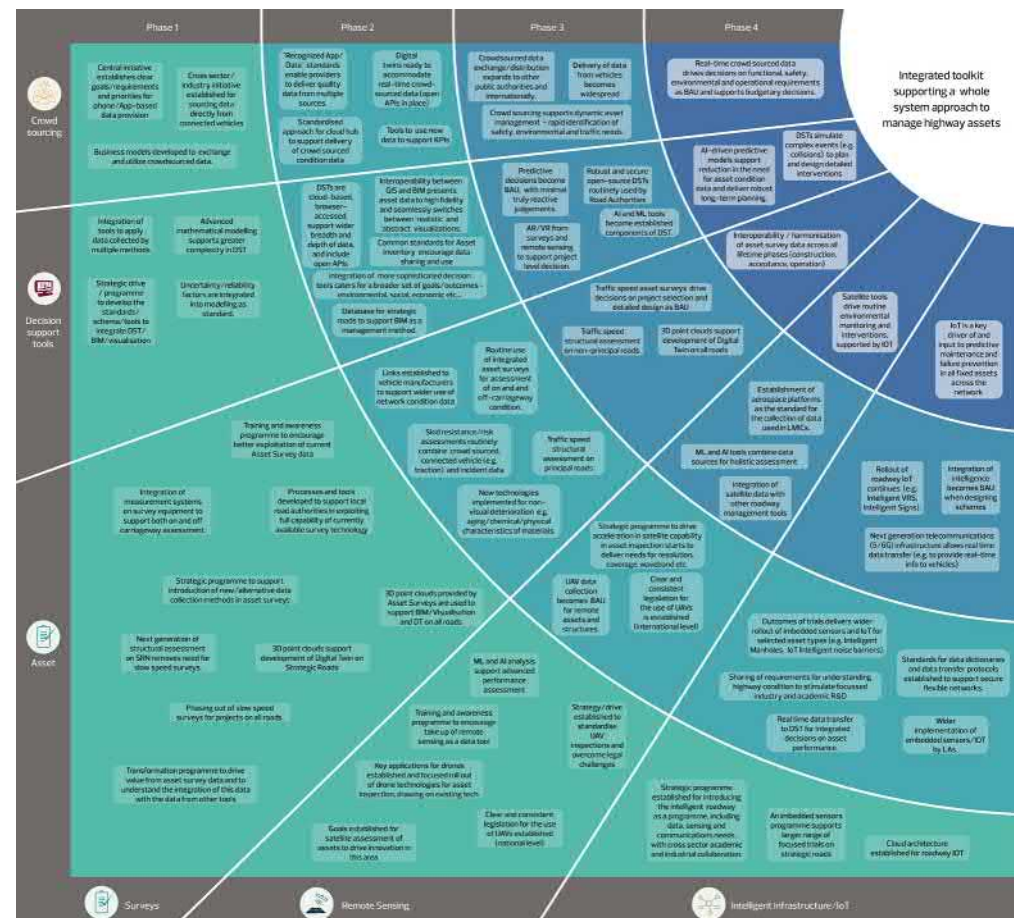 Phase 1
Phase 2
Phase 3
Phase 4
Integrated toolkit
supporting a whole
system approach to
manage highway assets
Crowd
sourcing
Central initiative
establishes clear
goals/requirements
and priorities for
phone/App-based
data provision
Cross sector/
industry initiative
established for
sourcing data
directly from
connected vehicles
Business models developed to exchange
and utilize crowdsourced data.
'Recognized App/
Data' standards
enable providers
to deliver quality
data from multiple
sources.
Digital
twins ready to
accommodate
real-time crowd-
sourced data (open
APIs in place)
Standardised
approach for cloud hub
to support delivery
of crowd sourced
condition data
Tools to use new
data to support KPIs
Crowdsourced data
exchange/distribution
expands to other
public authorities and
internationally.
Delivery of data
from vehicles
becomes
widespread
Crowd sourcing supports dynamic asset
management – rapid identification of
safety, environmental and traffic needs
Real-time crowd sourced data
drives decisions on functional, safety,
environmental and operational requirements
as BAU and supports budgetary decisions.
Decision
support
tools
Integration of
tools to apply
data collected by
multiple methods
Advanced
mathematical modelling
supports greater
complexity in DST
Strategic drive
/ programme
to develop the
standards/
schema/tools to
integrate DST/
BIM/visualisation
Uncertainty/reliability
factors are integrated
into modelling as
standard.
DSTs are
cloud-based,
browser-
accessed,
support wider
breadth and
depth of data,
and include
open APIs
Interoperability between
GIS and BIM presents
asset data to high fidelity
and seamlessly switches
between realistic and
abstract visualizations.
Common standards for Asset
inventory encourage data
sharing and use
Integration of more sophisticated decision
tools caters for a broader set of goals/outcomes -
environmental, social, economic etc...
Database for strategic
roads to support BIM as a
management method.
Predictive
decisions become
BAU, with minimal
truly reactive
judgements.
Robust and secure
open-source DSTs
routinely used by
Road Authorities
AI and ML tools
become established
components of DST
AR/VR from
surveys and
remote sensing
to support project
level decision
AI-driven predictive
models support
reduction in the need
for asset condition
data and deliver robust
long-term planning.
DSTs simulate
complex events (e.g.
collisions) to plan
and design detailed
interventions
Interoperability / harmonisation
of asset survey data across all
lifetime phases (construction,
acceptance, operation)
Traffic speed asset surveys drive
decisions on project selection and
detailed design as BAU
Traffic speed
structural assessment
on non-principal roads
3D point clouds support
development of Digital
Twin on all roads
Satellite tools
drive routine
environmental
monitoring and
interventions,
supported by IOT
IoT is a key
driver of and
input to predictive
maintenance and
failure prevention
in all fixed assets
across the
network
Asset
Training and awareness
programme to encourage
better exploitation of current
Asset Survey data
Links established to
vehicle manufacturers
to support wider use of
network condition data
Routine use
of integrated
asset surveys
for assessment
of on and and
off-carriageway
condition.
Skid resistance/risk
assessments routinely
combine crowd sourced,
connected vehicle (e.g.
traction) and incident data
Traffic speed
structural
assessment on
principal roads
Establishment of
aerospace platforms
as the standard for
the collection of data
used in LMICs.
ML and AI tools combine data
sources for holistic assessment
Integration of
satellite data with
other roadway
management tools
Rollout of
roadway IoT
continues (e.g.
Intelligent VRS,
Intelligent Signs)
Integration of
intelligence
becomes BAU
when designing
schemes
Next generation telecommunications
(5/6G) infrastructure allows real time
data transfer (e.g. to provide real-time
info to vehicles)
Integration of
measurement systems
on survey equipment to
support both on and off
carriageway assessment.
Processes and tools
developed to support local
road authorities in exploiting
full capability of currently
available survey technology
New technologies
implemented for non-
visual deterioration e.g.
aging/chemical/physical
characteristics of materials
Strategic programme to drive
acceleration in satellite capability
in asset inspection starts to
deliver needs for resolution,
coverage, waveband etc.
Strategic programme to support
introduction of new/alternative data
collection methods in asset surveys
3D point clouds provided by
Asset Surveys are used to
support BIM/Visualisation
and DT on all roads
UAV data
collection
becomes BAU
for remote
assets and
structures
Clear and
consistent
legislation for
the use of UAVs
is established
(international level)
Next generation of
structural assessment
on SRN removes need for
slow speed surveys.
3D point clouds support
development of Digital Twin on
Strategic Roads
ML and AI analysis
support advanced
performance
assessment
Outcomes of trials delivers wider
rollout of embedded sensors and IoT for
selected asset types (e.g. Intelligent
Manholes, IoT Intelligent noise barriers)
Standards for data dictionaries
and data transfer protocols
established to support secure
flexible networks.
Sharing of requirements for understanding
highway condition to stimulate focussed
industry and academic R&D
Phasing out of slow speed
surveys for projects on all roads
Training and awareness
programme to encourage
take up of remote
sensing as a data tool
Strategy/drive
established to
standardise
UAV
inspections and
overcome legal
challenges
Real time data transfer
to DST for integrated
decisions on asset
performance
Wider
implementation of
embedded sensors/IOT
by LAs
Transformation programme to drive
value from asset survey data and to
understand the integration of this data
with the data from other tools
Key applications for drones
established and focused roll out
of drone technologies for asset
inspection, drawing on existing tech
Goals established for
satellite assessment of
assets to drive innovation in
this area
Clear and consistent
legislation for the use
of UAVs established
(national level)
Strategic programme
established for introducing
the intelligent roadway
as a programme, including
data, sensing and
communications needs,
with cross sector academic
and industrial collaboration
An embedded sensors
programme supports
larger range of
focused trials on
strategic roads
Cloud architecture
established for roadway IOT
Surveys
Remote Sensing
Intelligent Infrastructure/IoT